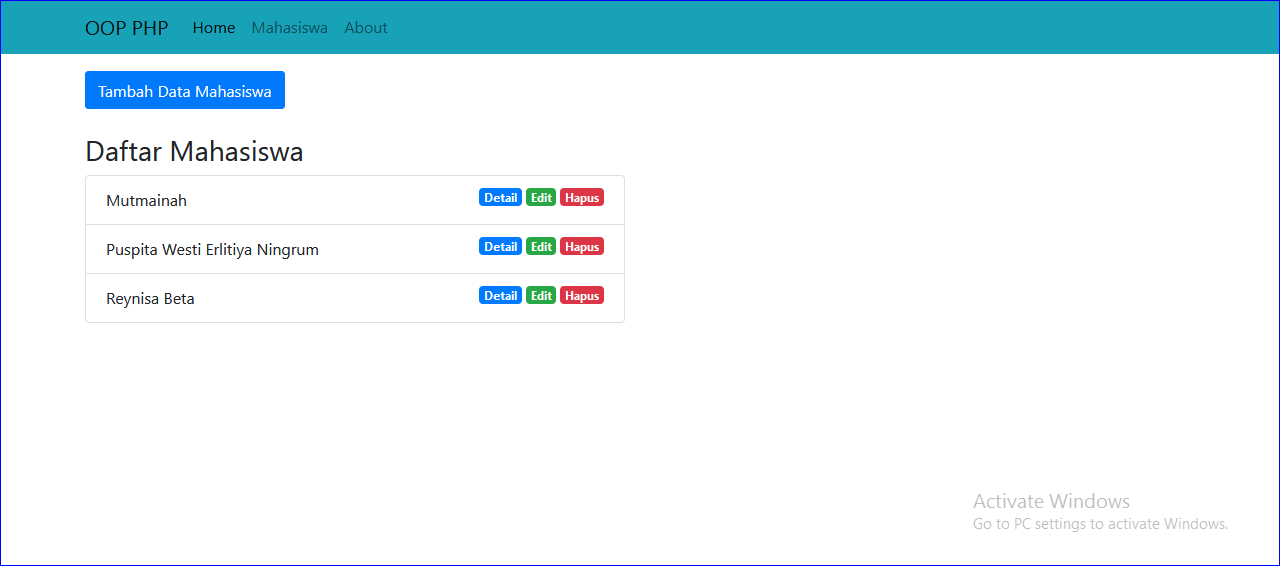 OOP PHP Home Mahasiswa About
Tambah Data Mahasiswa
Daftar Mahasiswa
Mutmainah Detail Edit Hapus
Puspita Westi Erlitiya Ningrum Detail Edit Hapus
Reynisa Beta Detail Edit Hapus
Activate Windows
Go to PC settings to activate Windows.